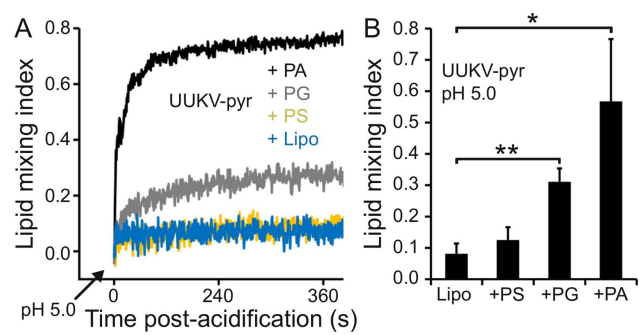 A
Lipid mixing index
0.8
0.6
0.4
0.2
0.0
UUKV-pyr
+ PA
+ PG
+ PS
+ Lipo
pH 5.0
0
240
360
Time post-acidification (s)
B
Lipid mixing index
0.8
0.7
0.6
0.5
0.4
0.3
0.2
0.1
0.0
UUKV-pyr
pH 5.0
*
**
Lipo
+PS
+PG
+PA